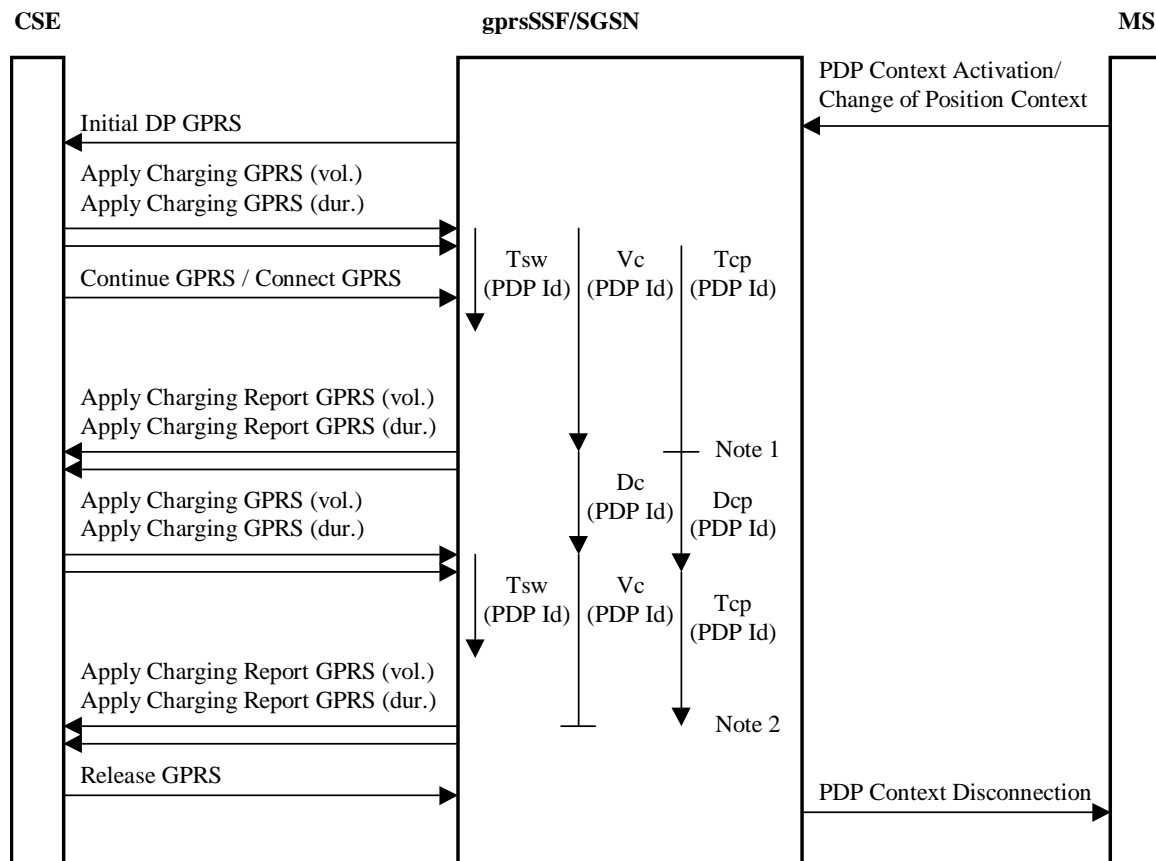 CSE
gprsSSF/SGSN
MS
PDP Context Activation/
Change of Position Context
Initial DP GPRS
Apply Charging GPRS (vol.)
Apply Charging GPRS (dur.)
Tsw
(PDP Id)
Vc
(PDP Id)
Tcp
(PDP Id)
Continue GPRS / Connect GPRS
Apply Charging Report GPRS (vol.)
Apply Charging Report GPRS (dur.)
Note 1
Dc
(PDP Id)
Dcp
(PDP Id)
Apply Charging GPRS (vol.)
Apply Charging GPRS (dur.)
Tsw
(PDP Id)
Vc
(PDP Id)
Tcp
(PDP Id)
Apply Charging Report GPRS (vol.)
Apply Charging Report GPRS (dur.)
Note 2
Release GPRS
PDP Context Disconnection